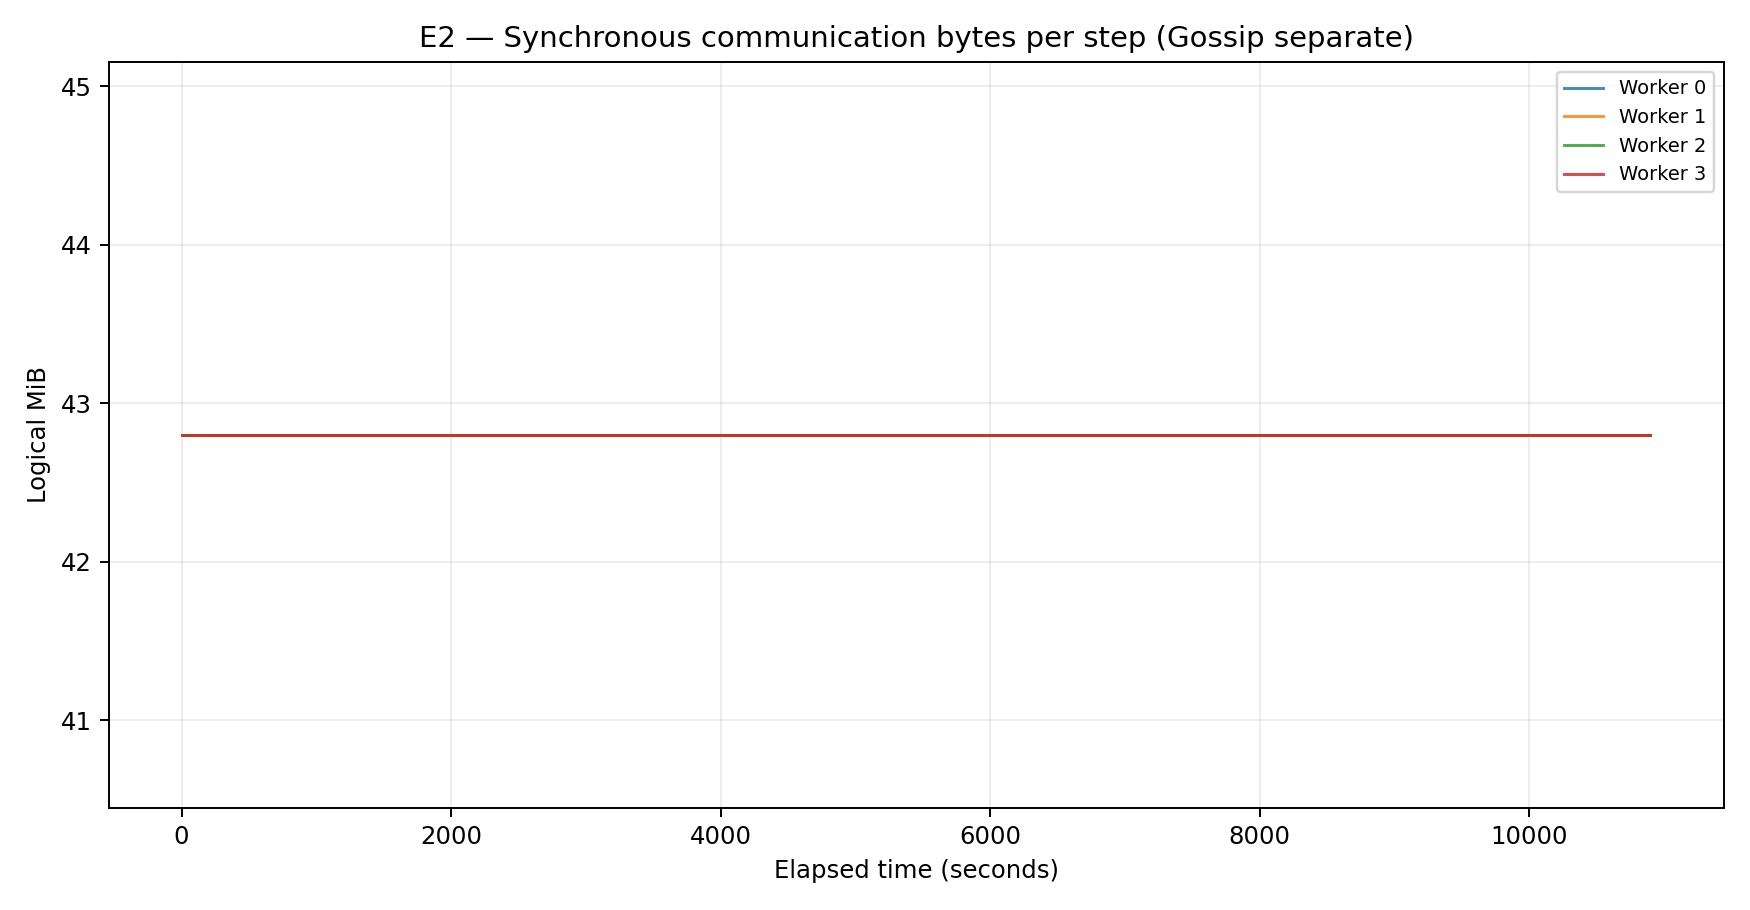 E2 — Synchronous communication bytes per step (Gossip separate)
Worker 0
Worker 1
Worker 2
Worker 3
45
44
43
42
41
Logical MiB
0 2000 4000 6000 8000 10000
Elapsed time (seconds)